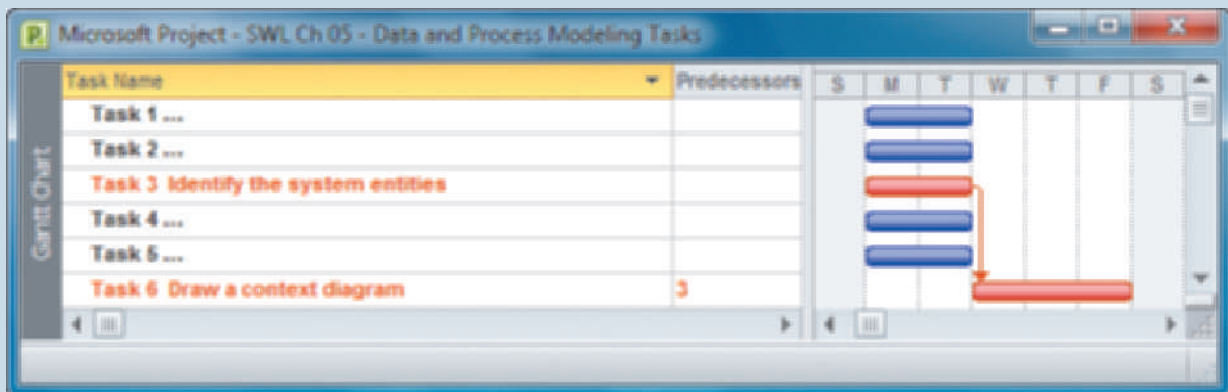 Microsoft Project - SWL Ch 05 - Data and Process Modeling Tasks
Task Name Predecessors S M T W T F S
Gantt Chart
Task 1 ...
Task 2 ...
Task 3 Identify the system entities
Task 4 ...
Task 5 ...
Task 6 Draw a context diagram 3